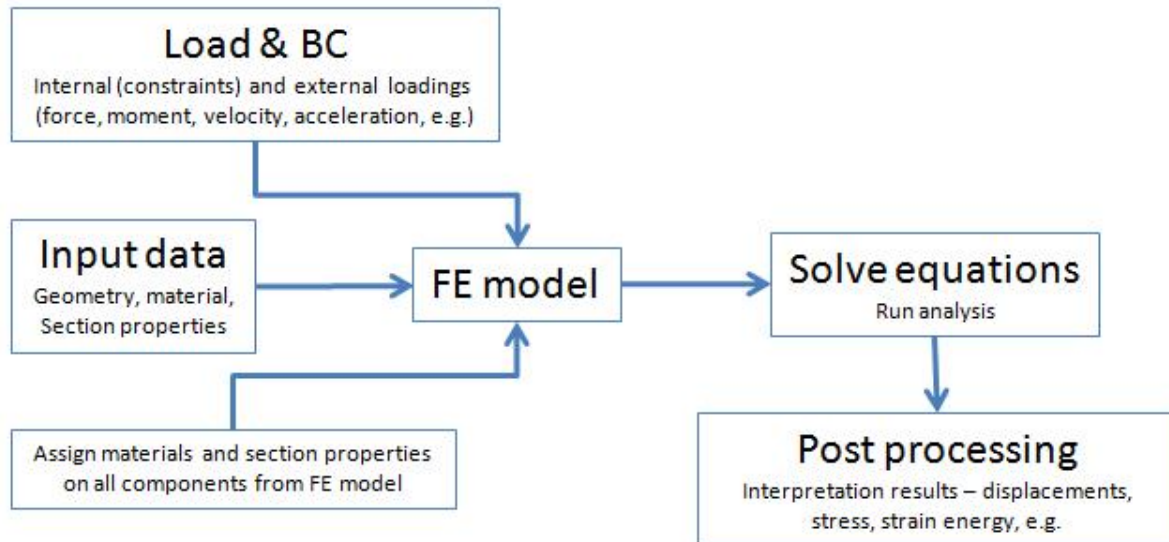 Load & BC
Internal (constraints) and external loadings
(force, moment, velocity, acceleration, e.g.)
Input data
Geometry, material,
Section properties
FE model
Solve equations
Run analysis
Assign materials and section properties
on all components from FE model
Post processing
Interpretation results – displacements,
stress, strain energy, e.g.